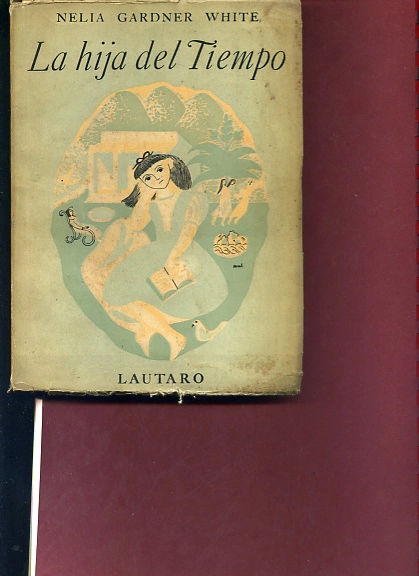 NELIA GARDNER WHITE
La hija del Tiempo
LAUTARO